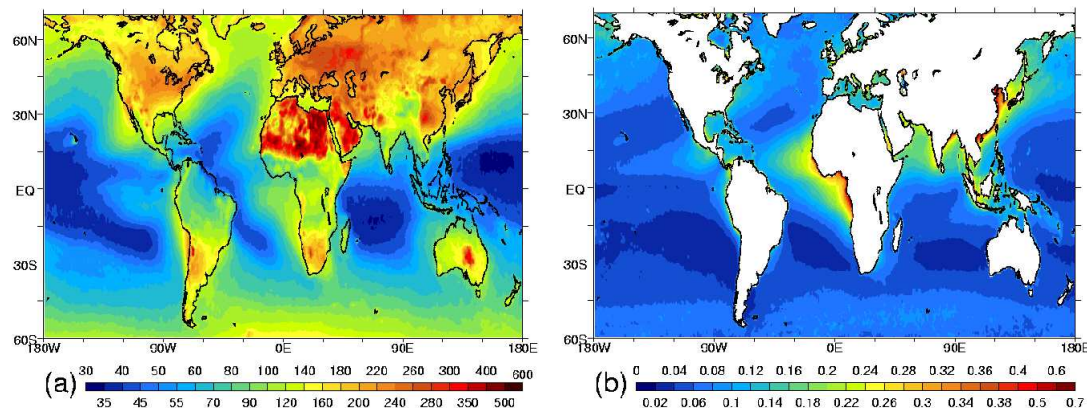 60N
30N
EQ
30S
60S
180W 90W 0E 90E 180E
(a)
30 40 50 60 80 100 140 180 220 260 300 400 600
35 45 55 70 90 120 160 200 240 280 350 500
60N
30N
EQ
30S
60S
180W 90W 0E 90E 180E
(b)
0 0.04 0.08 0.12 0.16 0.2 0.24 0.28 0.32 0.36 0.4 0.6
0.02 0.06 0.1 0.14 0.18 0.22 0.26 0.3 0.34 0.38 0.5 0.7